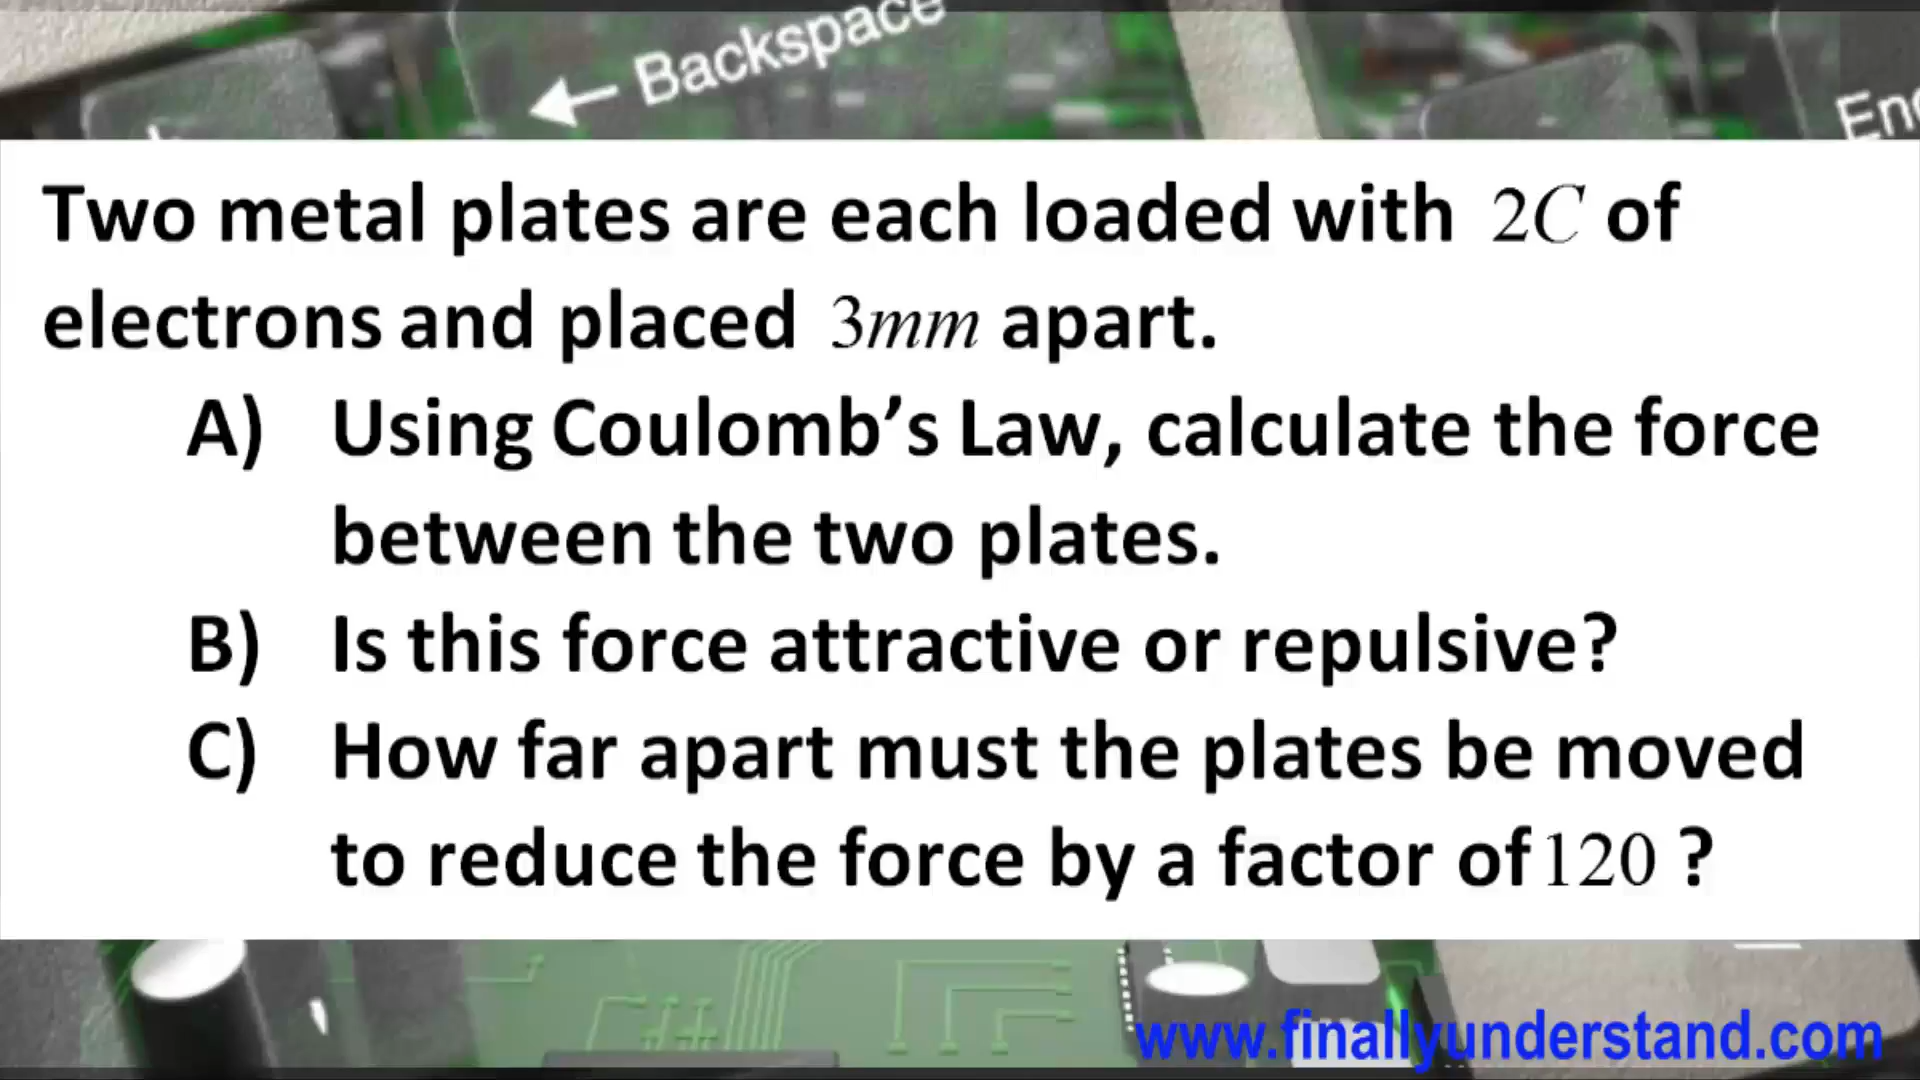 ← Backspace
Two metal plates are each loaded with 2C of
electrons and placed 3mm apart.
A) Using Coulomb’s Law, calculate the force
between the two plates.
B) Is this force attractive or repulsive?
C) How far apart must the plates be moved
to reduce the force by a factor of 120 ?
www.finallyunderstand.com